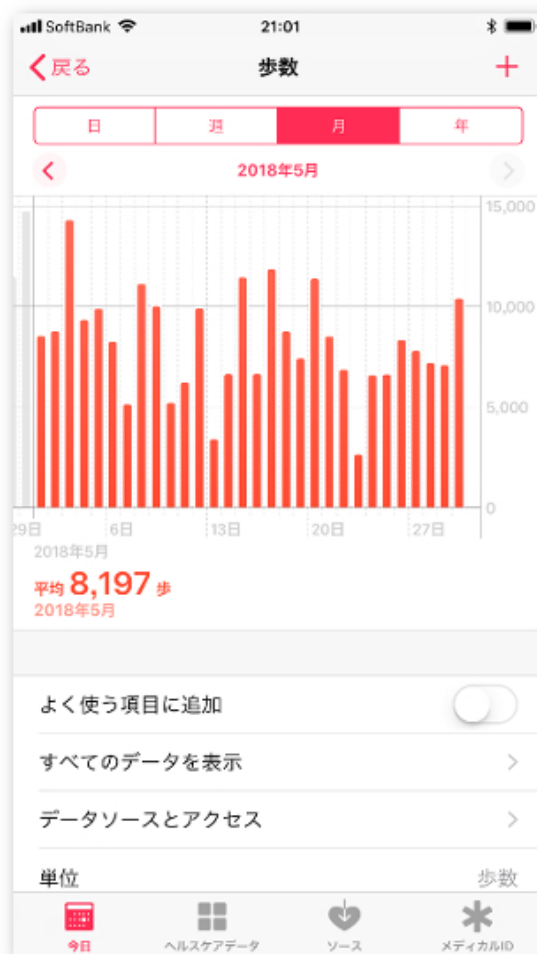 SoftBank 21:01
戻る 歩数 +
日 週 月 年
2018年5月
15,000
10,000
5,000
0
29日 6日 13日 20日 27日
2018年5月
平均 8,197 歩
2018年5月
よく使う項目に追加
すべてのデータを表示
データソースとアクセス
単位 歩数
今日 ヘルスケアデータ ソース メディカルID